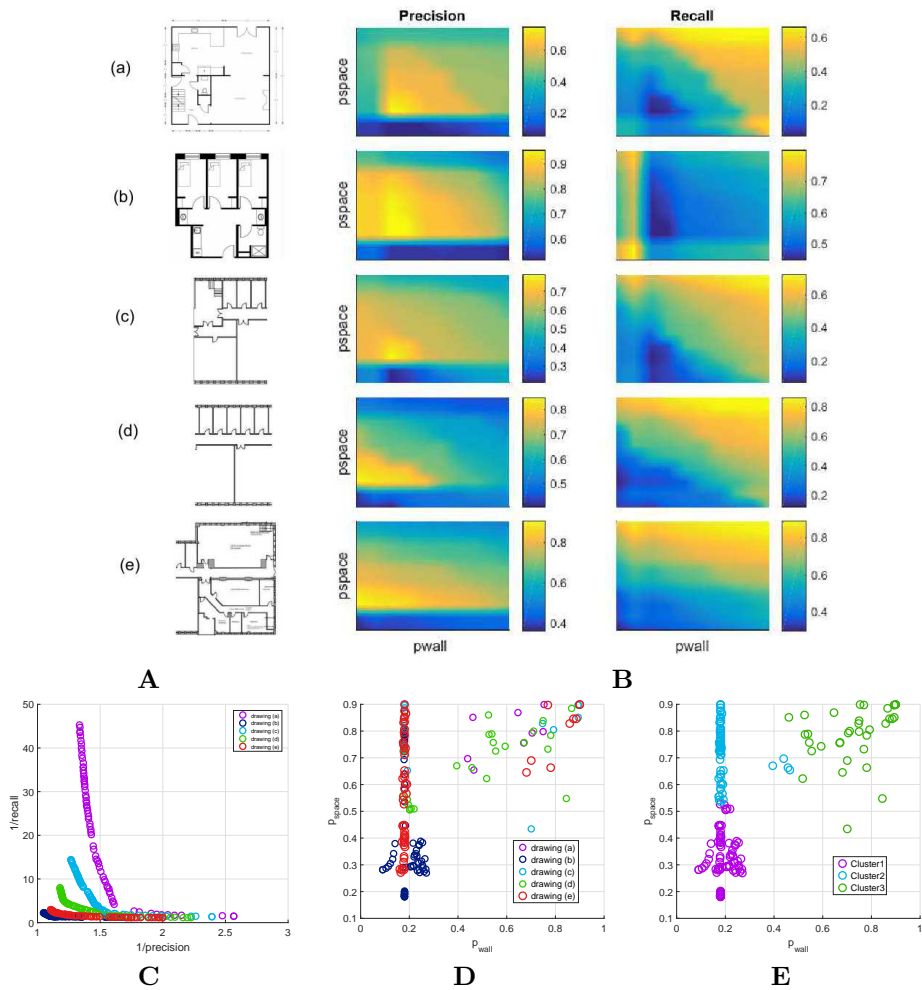 Precision Recall
(a)
pspace
0.6
0.4
0.2
0.6
0.4
0.2
(b)
pspace
0.9
0.8
0.7
0.6
0.7
0.6
0.5
(c)
pspace
0.7
0.6
0.5
0.4
0.6
0.4
0.2
(d)
pspace
0.8
0.7
0.6
0.5
0.8
0.6
0.4
0.2
(e)
pspace
0.8
0.6
0.4
0.8
0.6
0.4
pwall pwall
A B
50
40
30
20
10
0
1/recall
1 1.5 2 2.5 3
1/precision
drawing (a)
drawing (b)
drawing (c)
drawing (d)
drawing (e)
C
0.9
0.8
0.7
0.6
0.5
0.4
0.3
0.2
0.1
p_space
0 0.2 0.4 0.6 0.8 1
p_wall
drawing (a)
drawing (b)
drawing (c)
drawing (d)
drawing (e)
D
0.9
0.8
0.7
0.6
0.5
0.4
0.3
0.2
0.1
p_space
0 0.2 0.4 0.6 0.8 1
p_wall
Cluster1
Cluster2
Cluster3
E